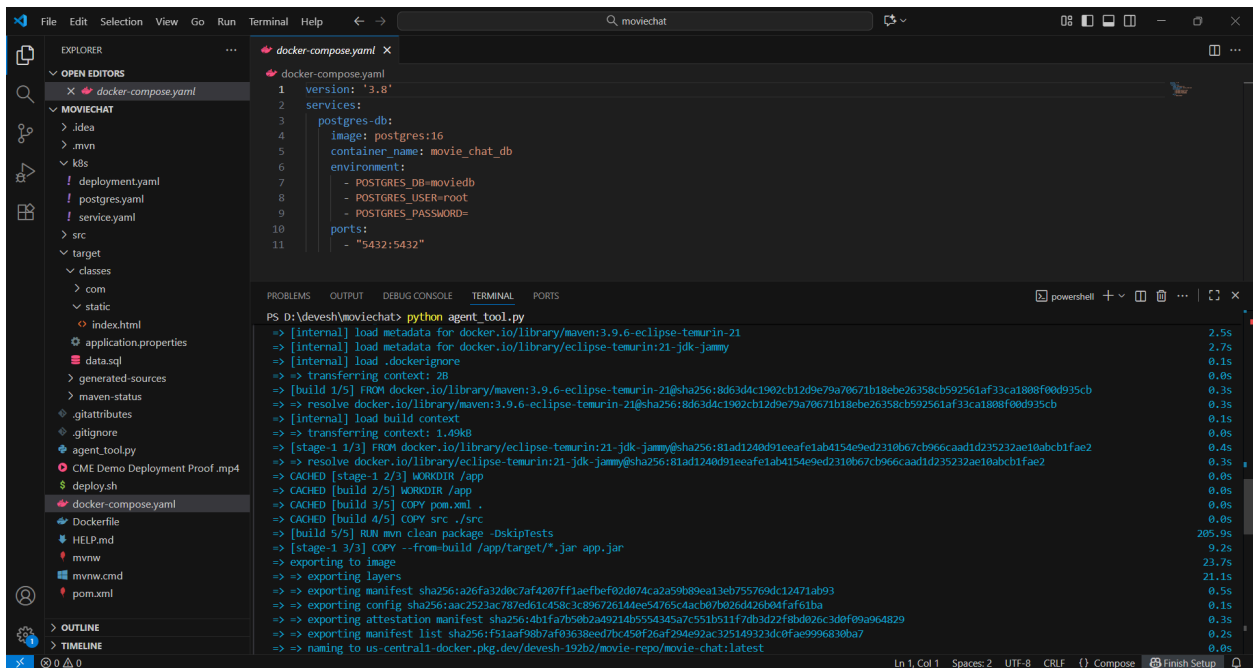 File Edit Selection View Go Run Terminal Help
moviechat
EXPLORER
OPEN EDITORS
docker-compose.yaml
MOVIECHAT
.idea
.mvn
k8s
deployment.yaml
postgres.yaml
service.yaml
src
target
classes
com
static
index.html
application.properties
data.sql
generated-sources
maven-status
.gitattributes
.gitignore
agent_tool.py
CME Demo Deployment Proof.mp4
deploy.sh
docker-compose.yaml
Dockerfile
HELP.md
mvnw
mvnw.cmd
pom.xml
OUTLINE
TIMELINE
docker-compose.yaml
docker-compose.yaml
1 version: '3.8'
2 services:
3 postgres-db:
4 image: postgres:16
5 container_name: movie_chat_db
6 environment:
7 - POSTGRES_DB=moviedb
8 - POSTGRES_USER=root
9 - POSTGRES_PASSWORD=
10 ports:
11 - "5432:5432"
PROBLEMS OUTPUT DEBUG CONSOLE TERMINAL PORTS
powershell
PS D:\devesh\moviechat> python agent_tool.py
=> [internal] load metadata for docker.io/library/maven:3.9.6-eclipse-temurin-21 2.5s
=> [internal] load metadata for docker.io/library/eclipse-temurin:21-jdk-jammy 2.7s
=> [internal] load .dockerignore 0.1s
=> => transferring context: 2B 0.0s
=> [build 1/5] FROM docker.io/library/maven:3.9.6-eclipse-temurin-21@sha256:8d63d4c1902cb12d9e79a70671b18ebe26358cb592561af33ca1808f00d935cb 0.3s
=> => resolve docker.io/library/maven:3.9.6-eclipse-temurin-21@sha256:8d63d4c1902cb12d9e79a70671b18ebe26358cb592561af33ca1808f00d935cb 0.3s
=> [internal] load build context 0.1s
=> => transferring context: 1.49kB 0.0s
=> [stage-1 1/3] FROM docker.io/library/eclipse-temurin:21-jdk-jammy@sha256:81ad1240d91eeafe1ab4154e9ed2310b67cb966caad1d235232ae10abcb1fae2 0.4s
=> => resolve docker.io/library/eclipse-temurin:21-jdk-jammy@sha256:81ad1240d91eeafe1ab4154e9ed2310b67cb966caad1d235232ae10abcb1fae2 0.3s
=> CACHED [stage-1 2/3] WORKDIR /app 0.0s
=> CACHED [build 2/5] WORKDIR /app 0.0s
=> CACHED [build 3/5] COPY pom.xml . 0.0s
=> CACHED [build 4/5] COPY src ./src 0.0s
=> [build 5/5] RUN mvn clean package -DskipTests 205.9s
=> [stage-1 3/3] COPY --from=build /app/target/*.jar app.jar 9.2s
=> exporting to image 23.7s
=> => exporting layers 21.1s
=> => exporting manifest sha256:a26fa32d0c7af4207ff1aefbef02d074ca2a59b89ea13eb755769dc12471ab93 0.5s
=> => exporting config sha256:aac2523ac787ed61c458c3c896726144ee54765c4acb07b026d426b04faf61ba 0.1s
=> => exporting attestation manifest sha256:4b1fa7b50b2a49214b5554345a7c551b511f7db3d22f8bd026c3d0f09a964829 0.3s
=> => exporting manifest list sha256:f51aaf98b7af03638eed7bc450f26af294e92ac325149323dc0fae9996830ba7 0.2s
=> => naming to us-central1-docker.pkg.dev/devesh-192b2/movie-repo/movie-chat:latest 0.0s
1
0 0 Ln 1, Col 1 Spaces: 2 UTF-8 CRLF {} Compose Finish Setup